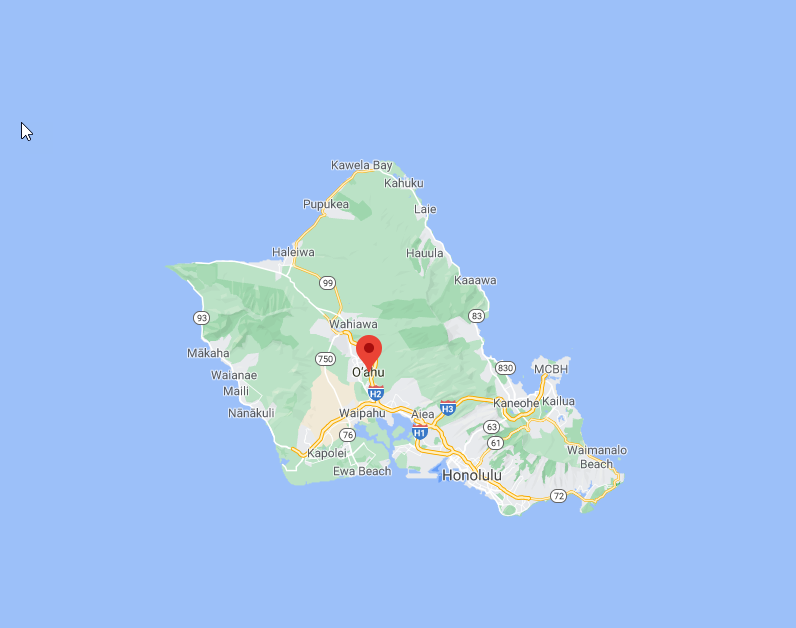 Kawela Bay
Kahuku
Pupukea
Laie
Haleiwa
Hauula
Kaaawa
99
93
83
Wahiawa
Mākaha
750
Waianae
O‘ahu
830
MCBH
Maili
H2
Nānākuli
Waipahu
Aiea
H3
Kaneohe
Kailua
76
H1
63
61
Kapolei
Waimanalo
Beach
Ewa Beach
Honolulu
72